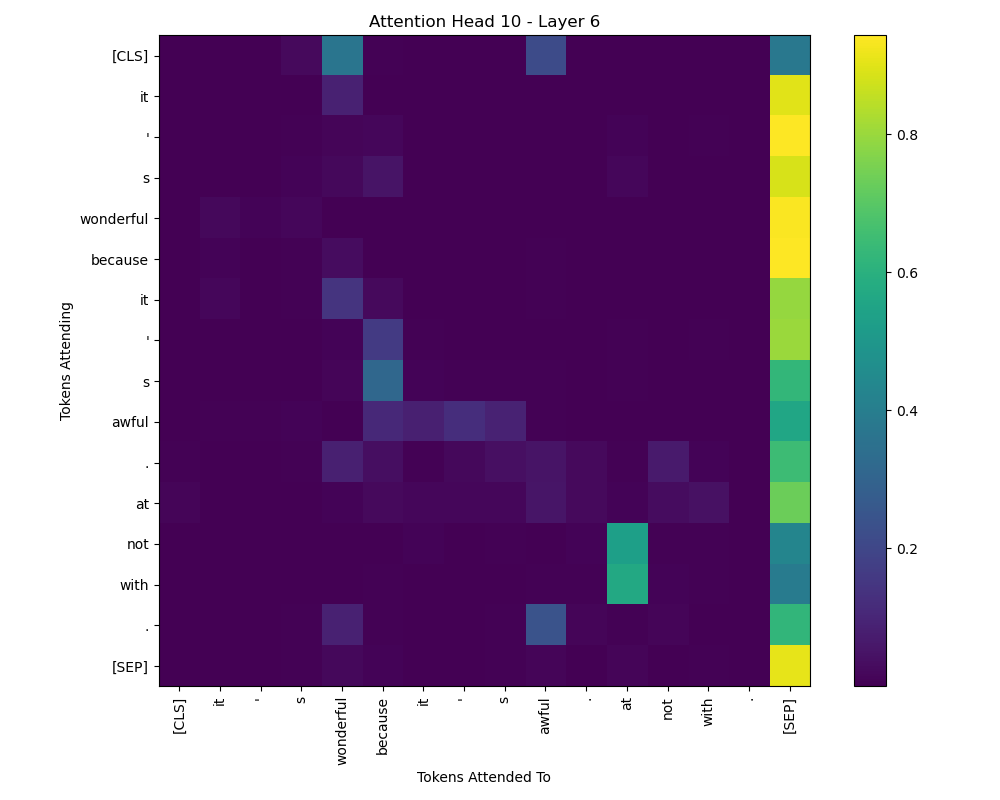 Attention Head 10 - Layer 6
Tokens Attending
[CLS]
it
'
s
wonderful
because
it
'
s
awful
.
at
not
with
.
[SEP]
[CLS]
it
'
s
wonderful
because
it
'
s
awful
.
at
not
with
.
[SEP]
Tokens Attended To
0.8
0.6
0.4
0.2